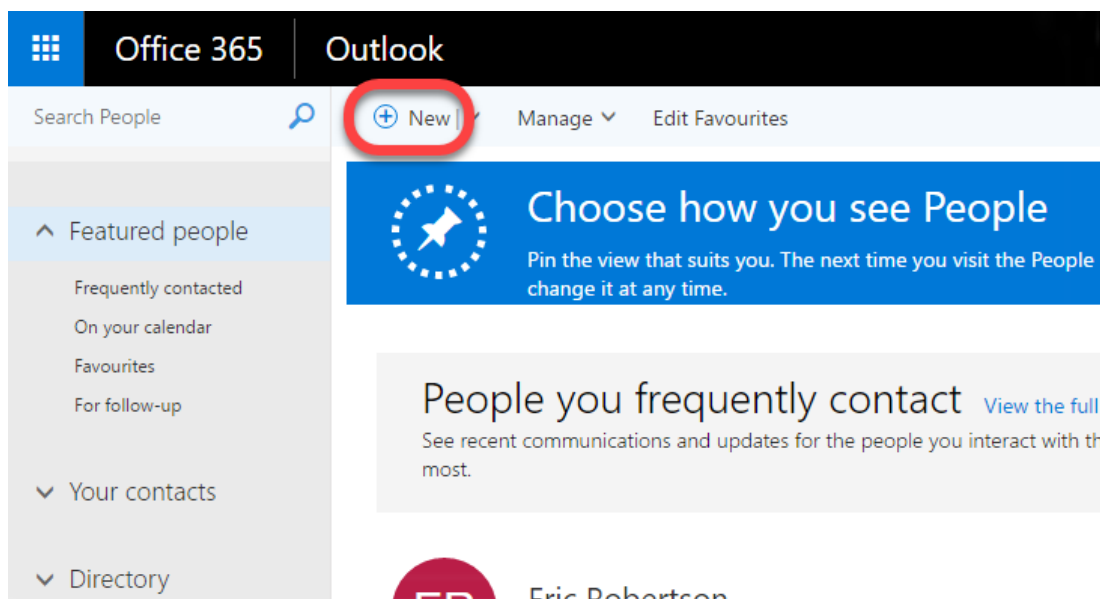 Office 365
Outlook
Search People
New
Manage
Edit Favourites
Featured people
Frequently contacted
On your calendar
Favourites
For follow-up
Your contacts
Directory
Choose how you see People
Pin the view that suits you. The next time you visit the People
change it at any time.
People you frequently contact View the full
See recent communications and updates for the people you interact with th
most.
ER
Eric Robertson